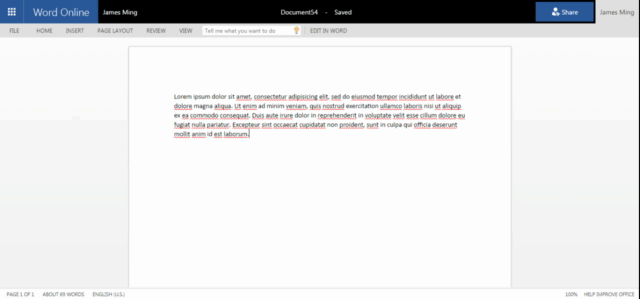 Word Online James Ming Document54 - Saved Share James Ming
FILE HOME INSERT PAGE LAYOUT REVIEW VIEW Tell me what you want to do EDIT IN WORD
Lorem ipsum dolor sit amet, consectetur adipisicing elit, sed do eiusmod tempor incididunt ut labore et
dolore magna aliqua. Ut enim ad minim veniam, quis nostrud exercitation ullamco laboris nisi ut aliquip
ex ea commodo consequat. Duis aute irure dolor in reprehenderit in voluptate velit esse cillum dolore eu
fugiat nulla pariatur. Excepteur sint occaecat cupidatat non proident, sunt in culpa qui officia deserunt
mollit anim id est laborum.
PAGE 1 OF 1 ABOUT 69 WORDS ENGLISH (U.S.) 100% HELP IMPROVE OFFICE